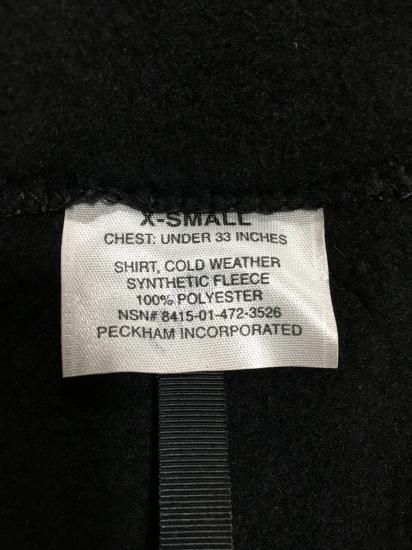 X-SMALL
CHEST: UNDER 33 INCHES
SHIRT, COLD WEATHER
SYNTHETIC FLEECE
100% POLYESTER
NSN# 8415-01-472-3526
PECKHAM INCORPORATED